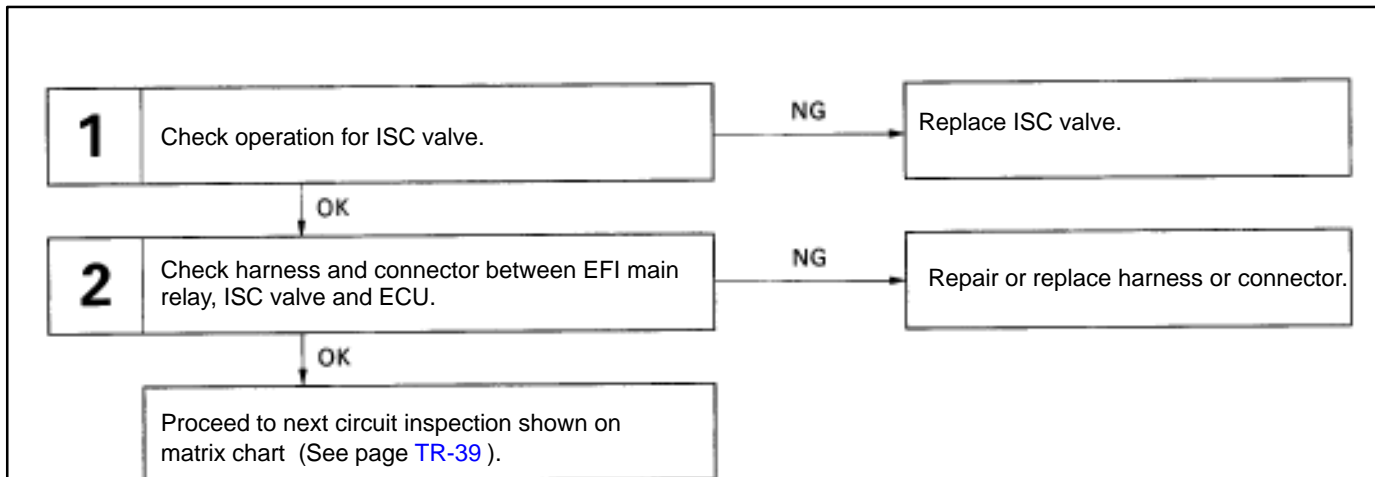 1
Check operation for ISC valve.
NG
Replace ISC valve.
OK
2
Check harness and connector between EFI main
relay, ISC valve and ECU.
NG
Repair or replace harness or connector.
OK
Proceed to next circuit inspection shown on
matrix chart (See page TR-39 ).